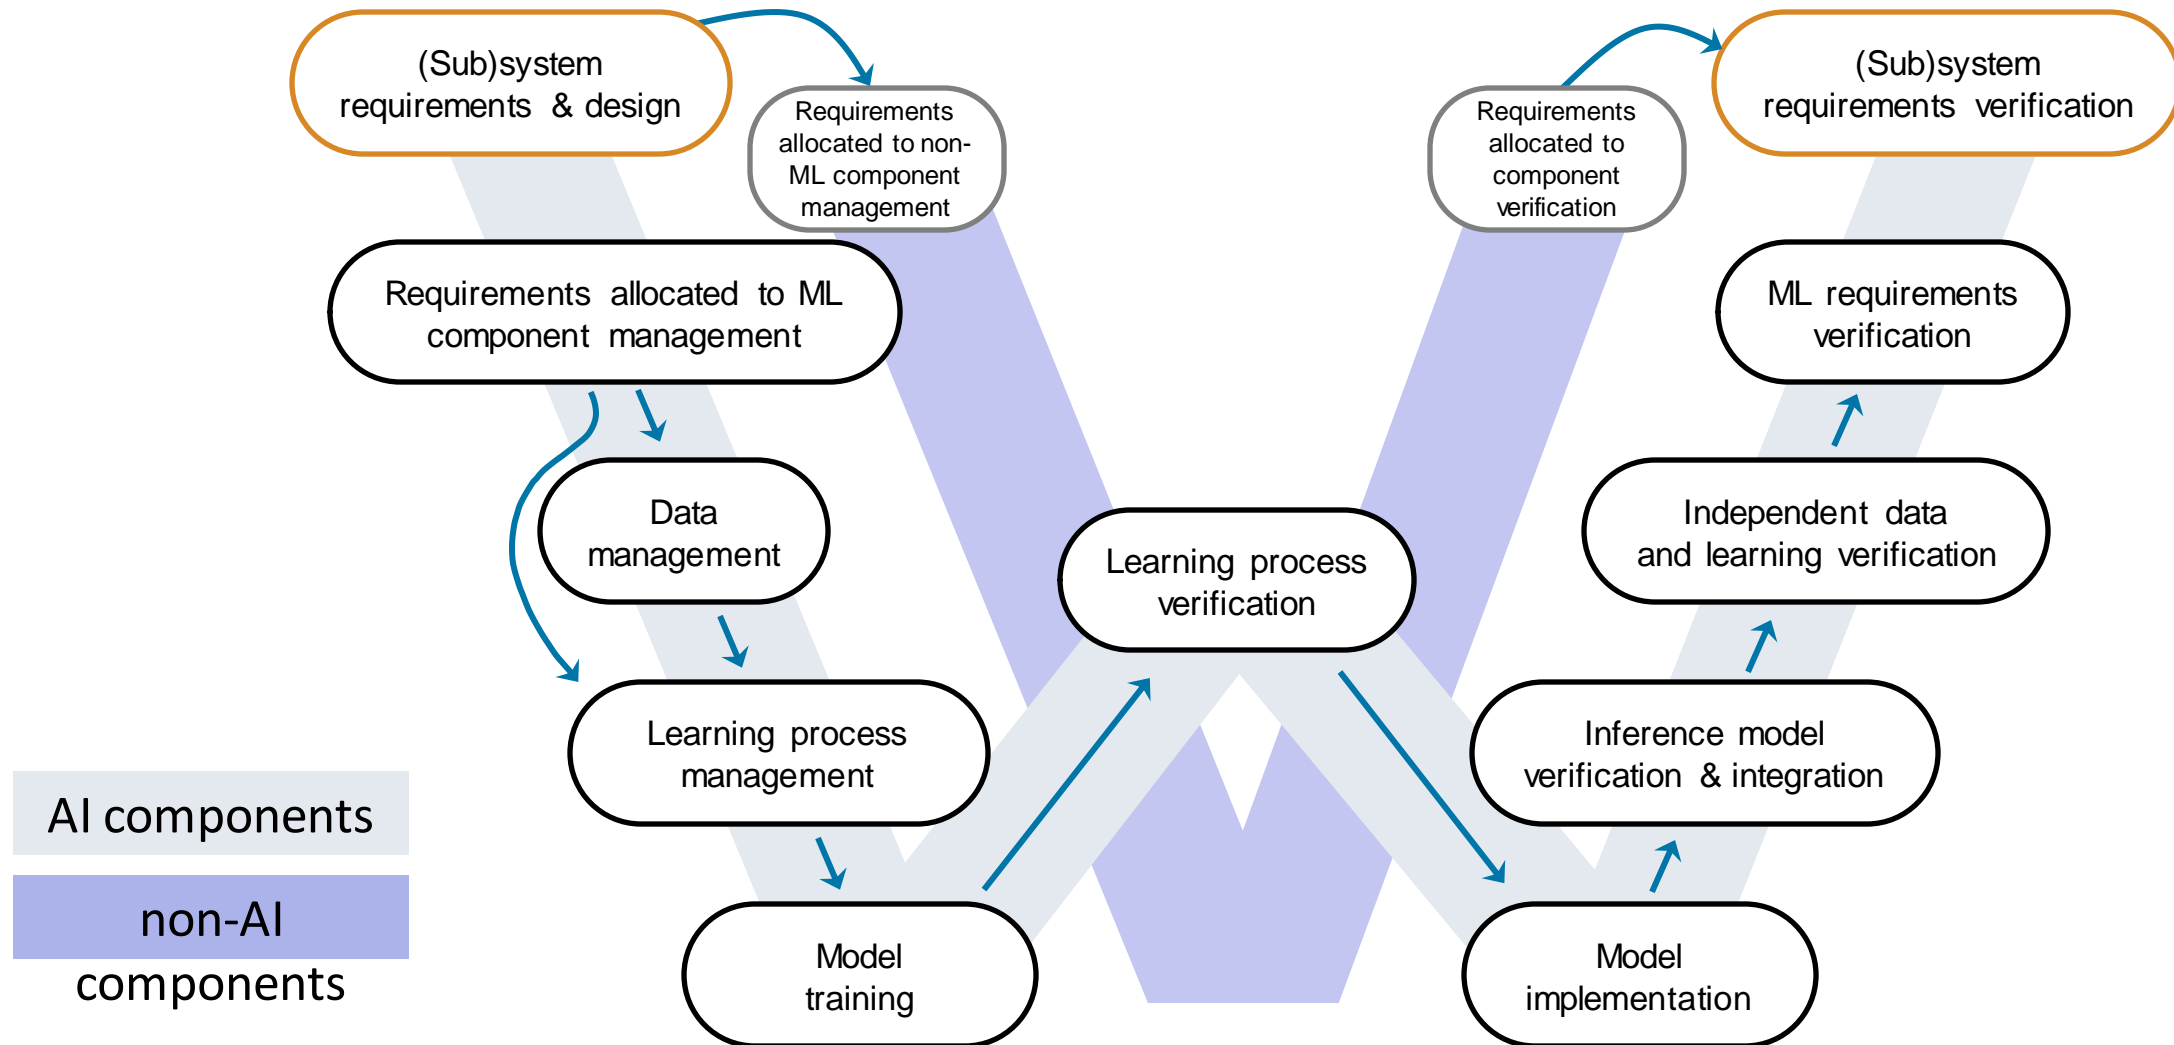 (Sub)system
requirements & design
Requirements
allocated to non-
ML component
management
Requirements
allocated to
component
verification
(Sub)system
requirements verification
Requirements allocated to ML
component management
ML requirements
verification
Data
management
Learning process
verification
Independent data
and learning verification
Learning process
management
Inference model
verification & integration
AI components
non-AI
components
Model
training
Model
implementation